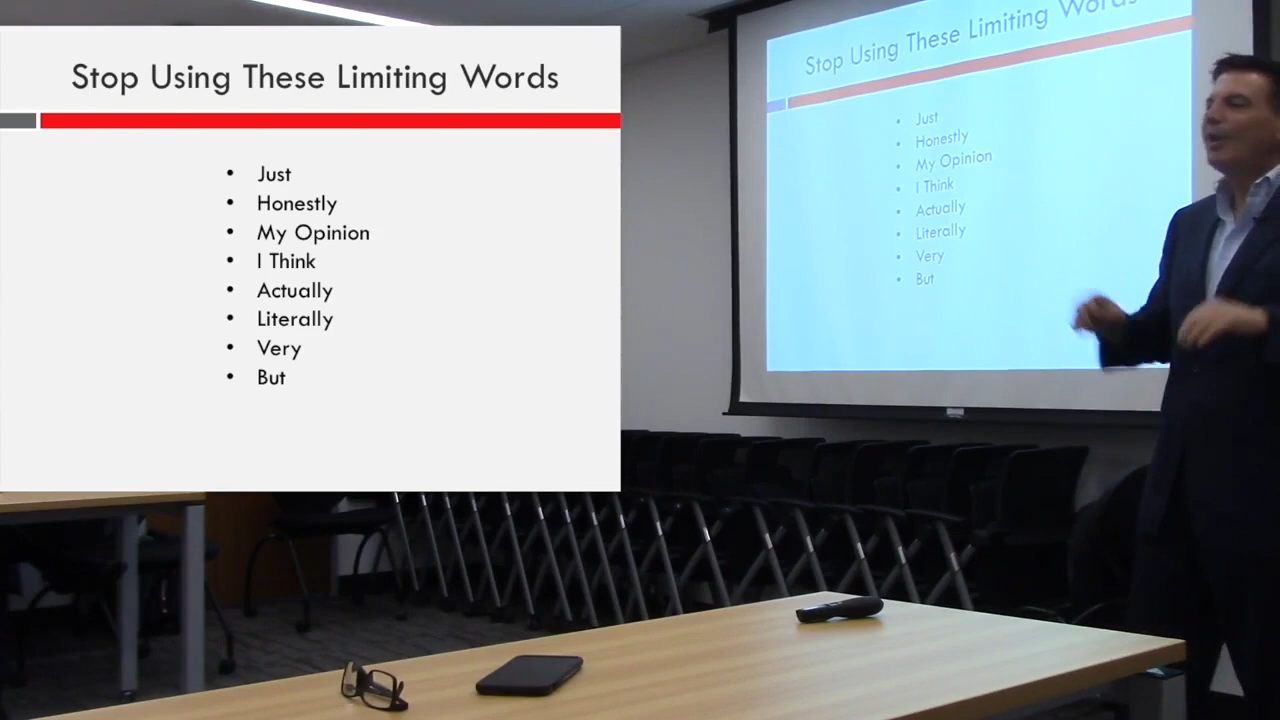 Stop Using These Limiting Words
• Just
• Honestly
• My Opinion
• I Think
• Actually
• Literally
• Very
• But
Stop Using These Limiting Words
• Just
• Honestly
• My Opinion
• I Think
• Actually
• Literally
• Very
• But